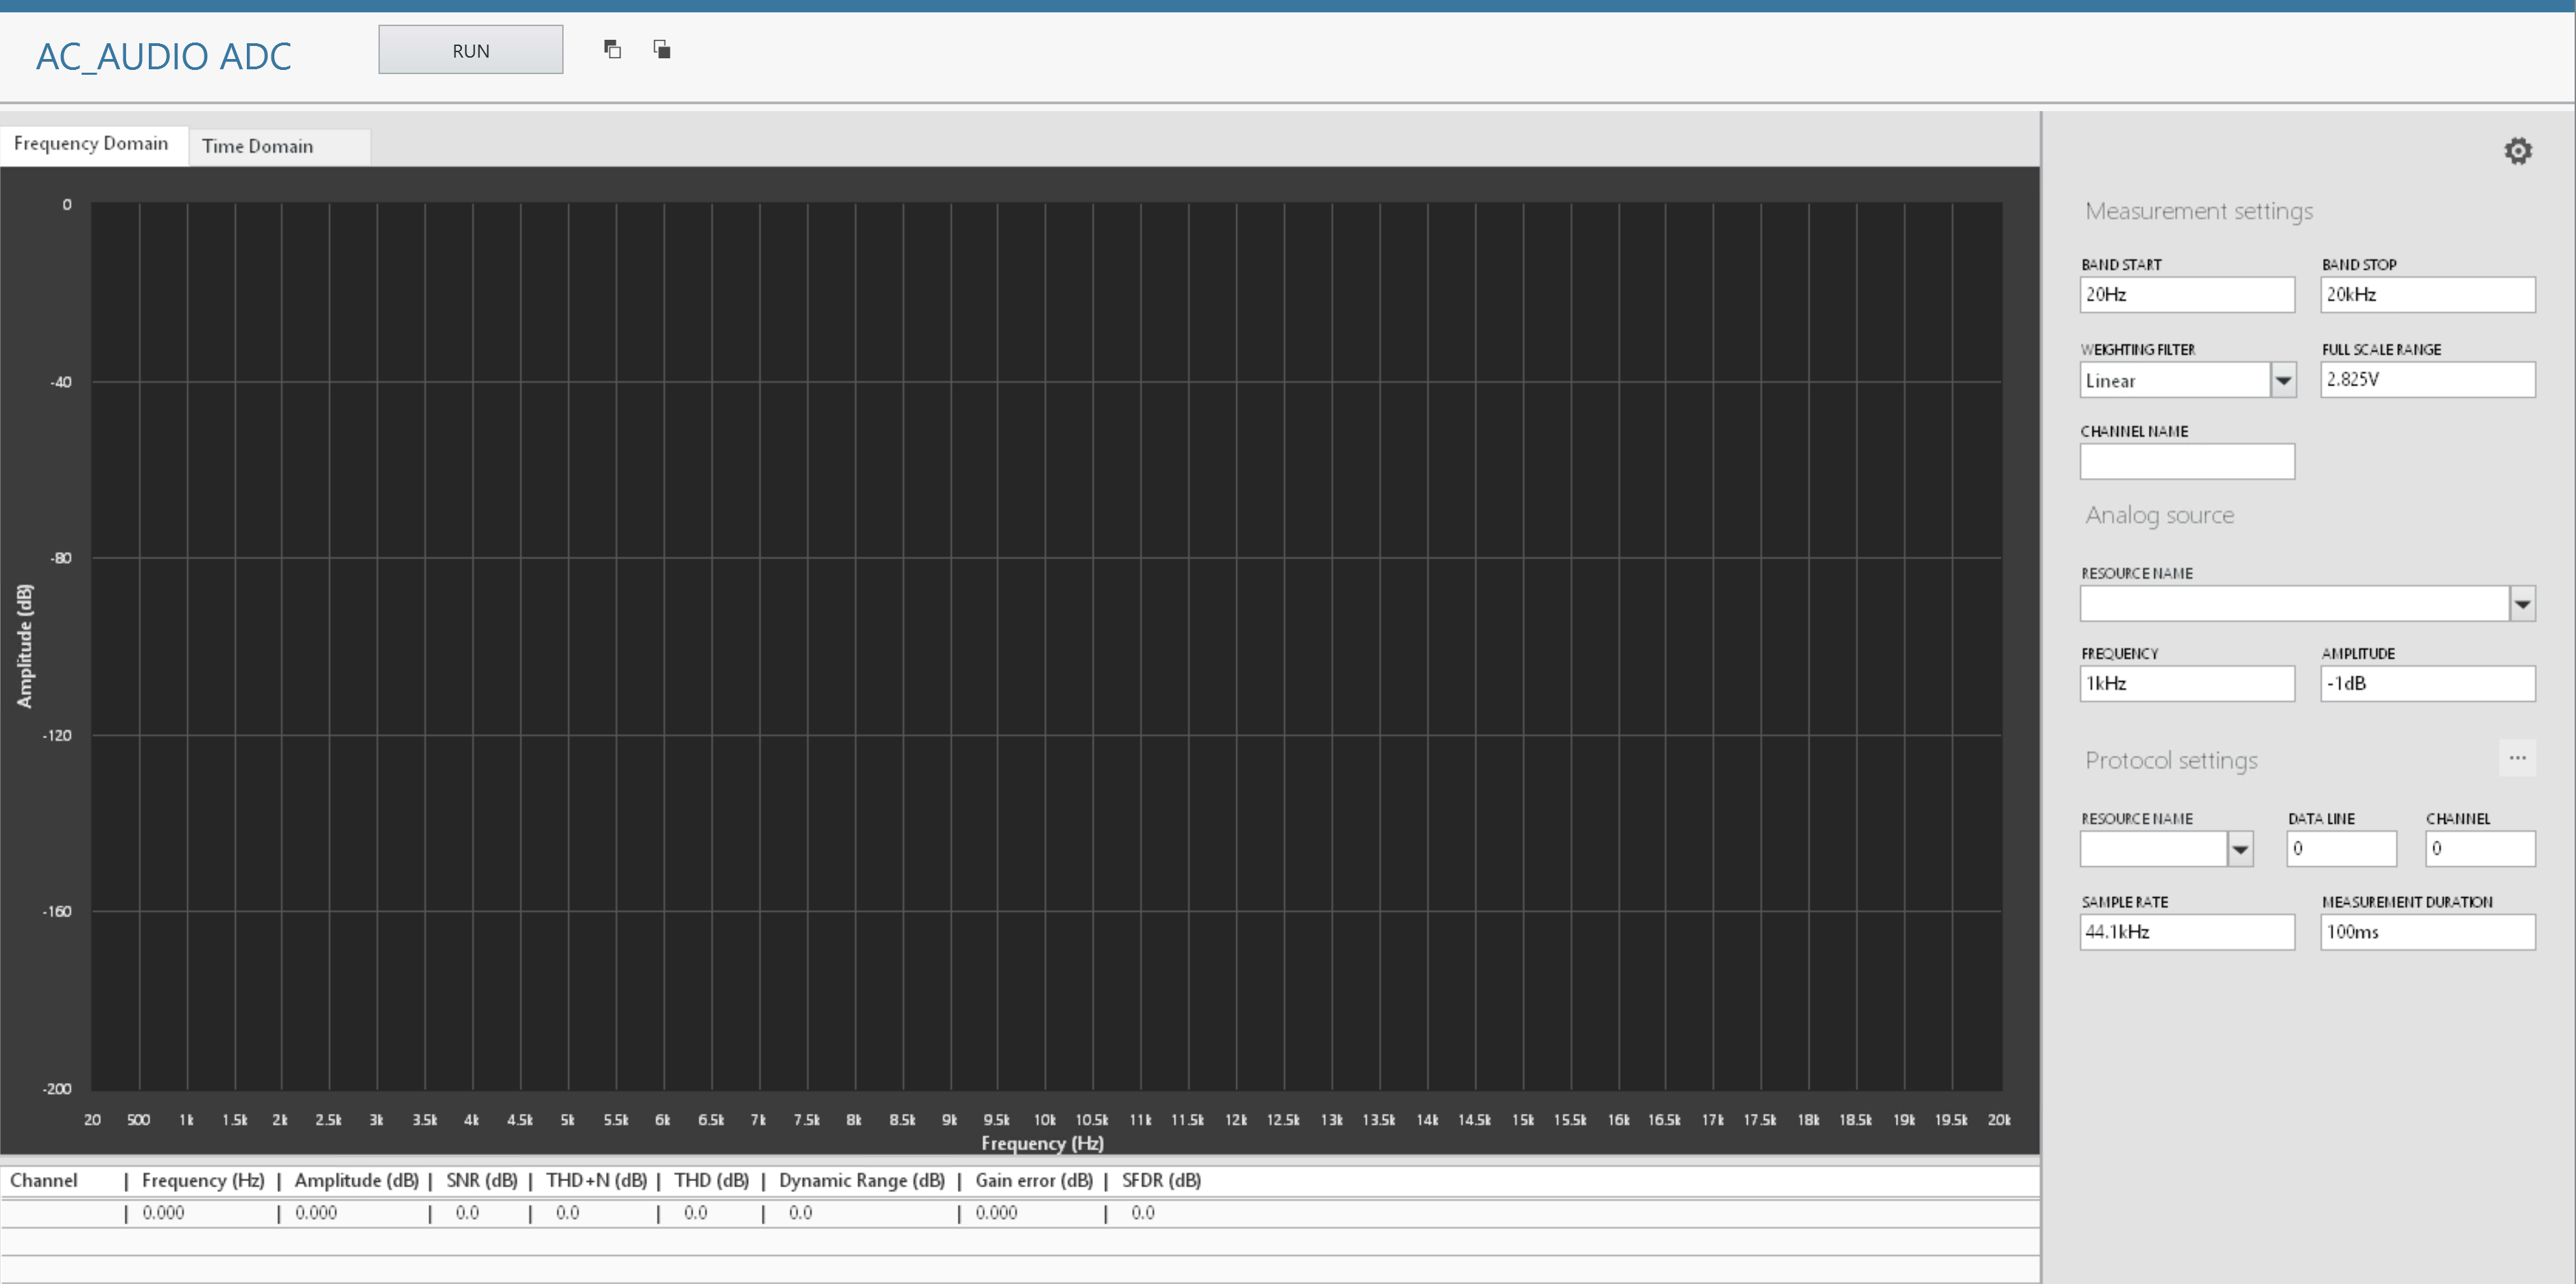 AC_AUDIO ADC
RUN
Frequency Domain
Time Domain
0
-40
-80
-120
-160
-200
Amplitude (dB)
20 500 1k 1.5k 2k 2.5k 3k 3.5k 4k 4.5k 5k 5.5k 6k 6.5k 7k 7.5k 8k 8.5k 9k 9.5k 10k 10.5k 11k 11.5k 12k 12.5k 13k 13.5k 14k 14.5k 15k 15.5k 16k 16.5k 17k 17.5k 18k 18.5k 19k 19.5k 20k
Frequency (Hz)
Channel | Frequency (Hz) | Amplitude (dB) | SNR (dB) | THD+N (dB) | THD (dB) | Dynamic Range (dB) | Gain error (dB) | SFDR (dB)
| 0.000 | 0.000 | 0.0 | 0.0 | 0.0 | 0.0 | 0.000 | 0.0
Measurement settings
BAND START BAND STOP
20Hz 20kHz
WEIGHTING FILTER FULL SCALE RANGE
Linear 2.825V
CHANNEL NAME
Analog source
RESOURCE NAME
FREQUENCY AMPLITUDE
1kHz -1dB
Protocol settings ...
RESOURCE NAME DATA LINE CHANNEL
0 0
SAMPLE RATE MEASUREMENT DURATION
44.1kHz 100ms